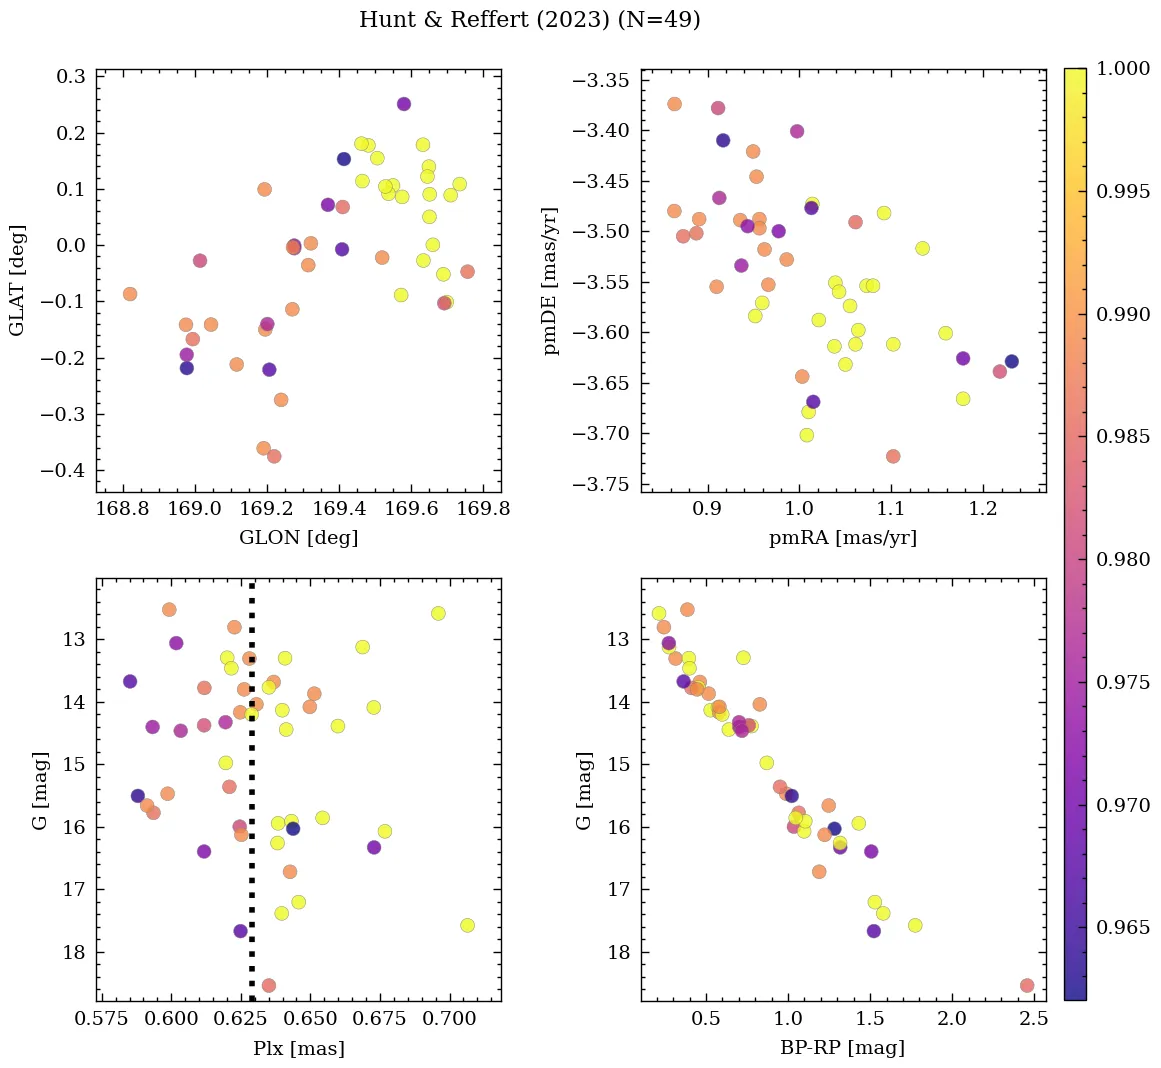 Hunt & Reffert (2023) (N=49)
0.3
0.2
0.1
0.0
−0.1
−0.2
−0.3
−0.4
GLAT [deg]
168.8 169.0 169.2 169.4 169.6 169.8
GLON [deg]
−3.35
−3.40
−3.45
−3.50
−3.55
−3.60
−3.65
−3.70
−3.75
pmDE [mas/yr]
0.9 1.0 1.1 1.2
pmRA [mas/yr]
13
14
15
16
17
18
G [mag]
0.575 0.600 0.625 0.650 0.675 0.700
Plx [mas]
13
14
15
16
17
18
G [mag]
0.5 1.0 1.5 2.0 2.5
BP-RP [mag]
1.000
0.995
0.990
0.985
0.980
0.975
0.970
0.965